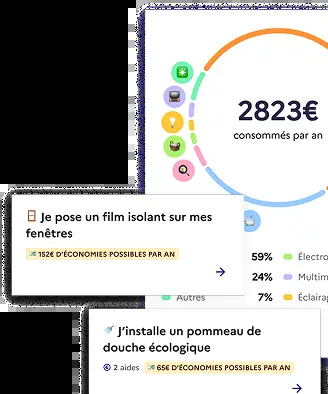 2823€
consommés par an
🪟 Je pose un film isolant sur mes
fenêtres
152€ D'ÉCONOMIES POSSIBLES PAR AN
59% Électro
24% Multim
Autres 7% Éclairag
J'installe un pommeau de
douche écologique
2 aides 65€ D'ÉCONOMIES POSSIBLES PAR AN